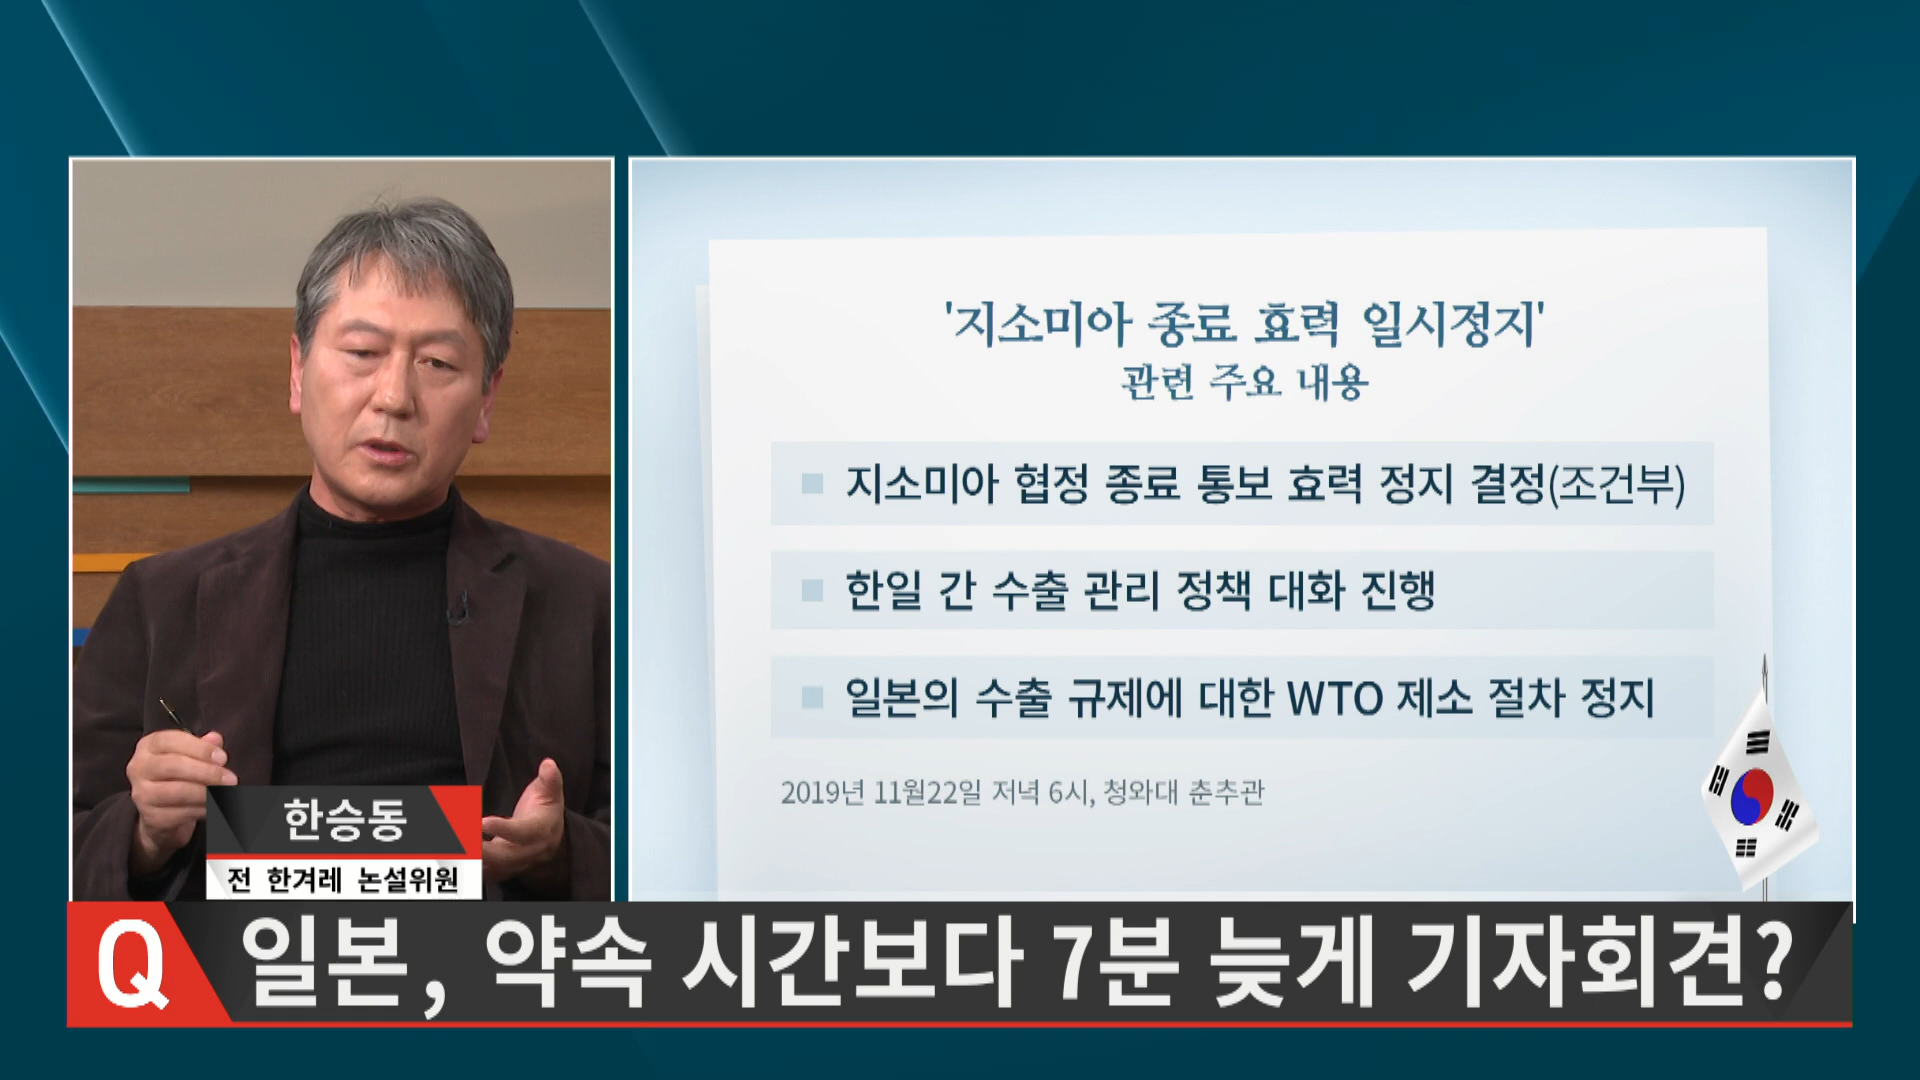 '지소미아 종료 효력 일시정지'
관련 주요 내용
지소미아 협정 종료 통보 효력 정지 결정(조건부)
한일 간 수출 관리 정책 대화 진행
일본의 수출 규제에 대한 WTO 제소 절차 정지
2019년 11월22일 저녁 6시, 청와대 춘추관
한승동
전 한겨레 논설위원
Q 일본, 약속 시간보다 7분 늦게 기자회견?